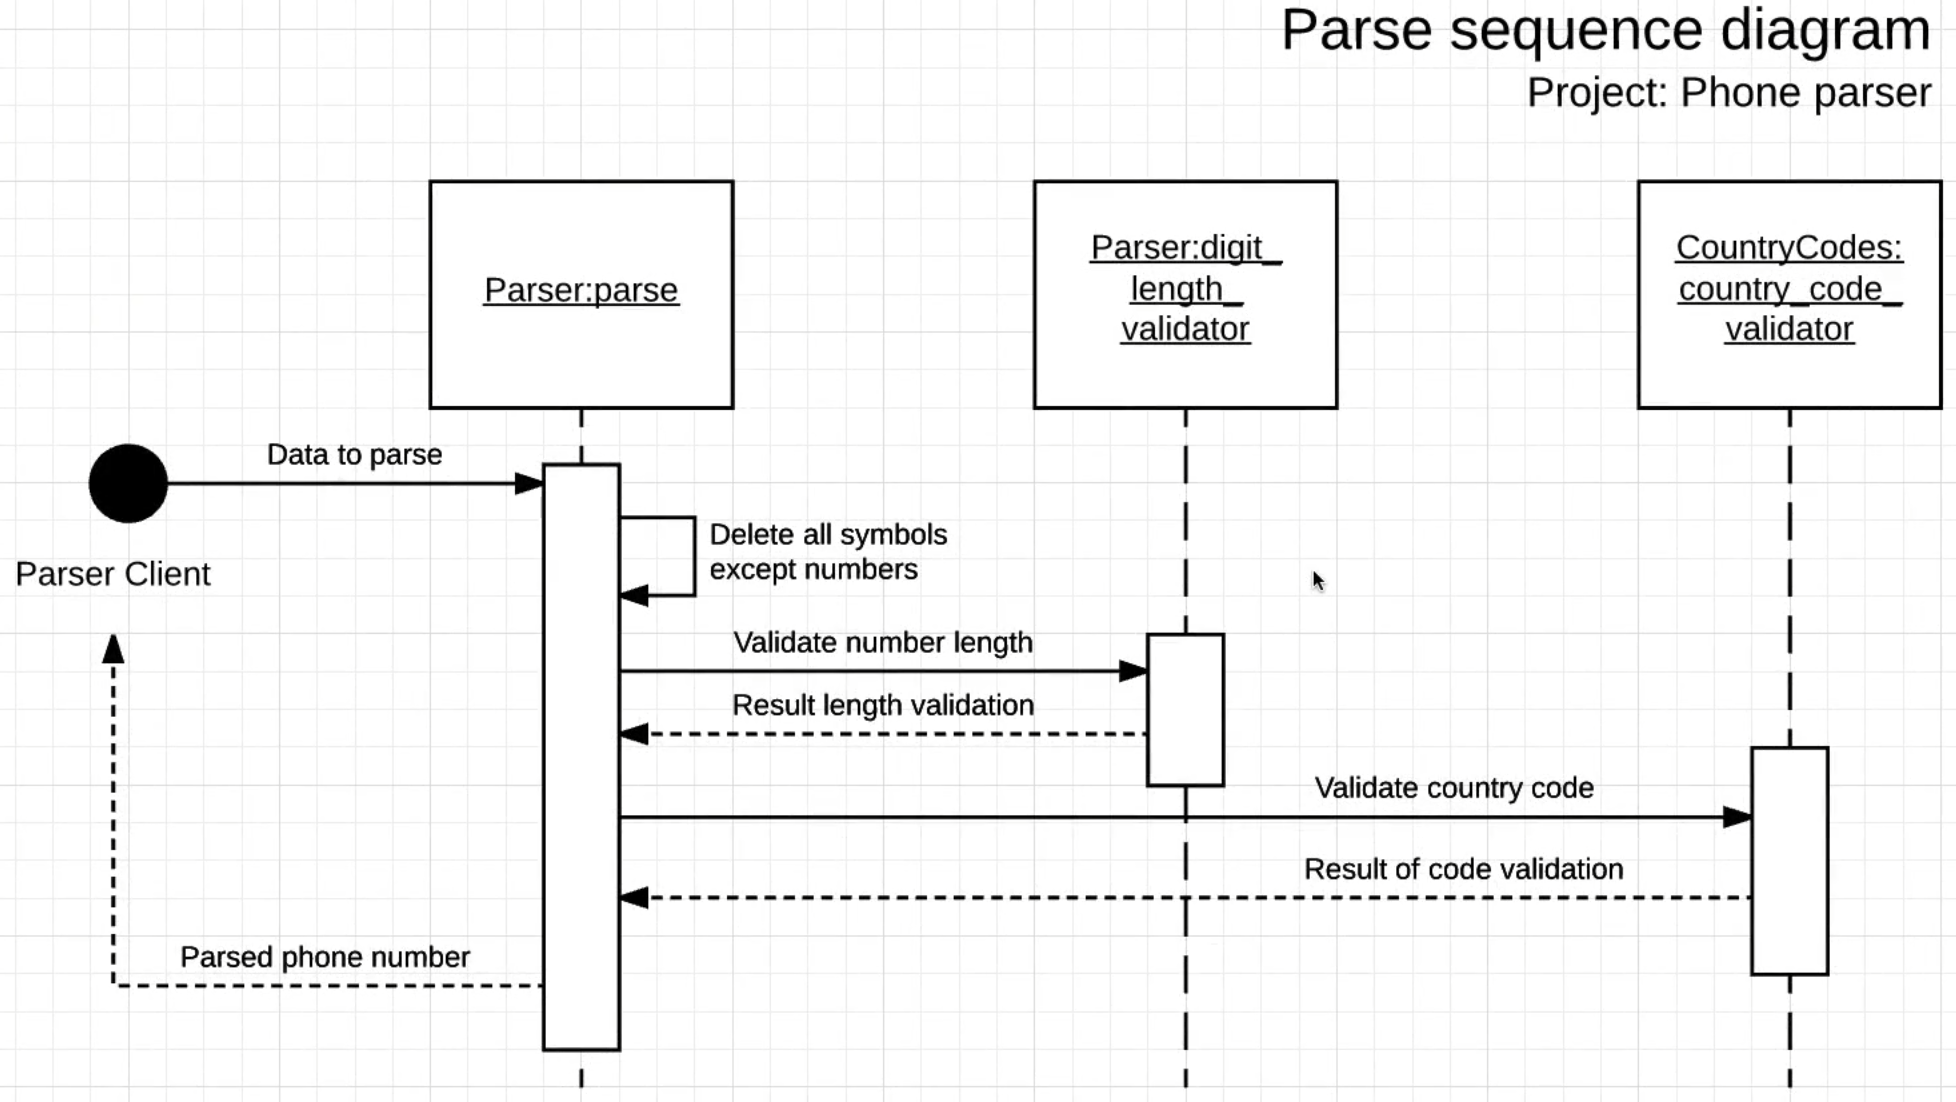 Parse sequence diagram
Project: Phone parser
Parser:parse
Parser:digit_
length_
validator
CountryCodes:
country_code_
validator
Data to parse
Parser Client
Delete all symbols
except numbers
Validate number length
Result length validation
Validate country code
Result of code validation
Parsed phone number